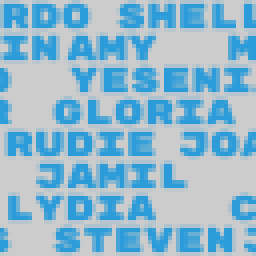 RDO SHELL
IN AMY M
YESENI
R GLORIA
RUDIE JOA
JAMIL
LYDIA C
S STEVEN J